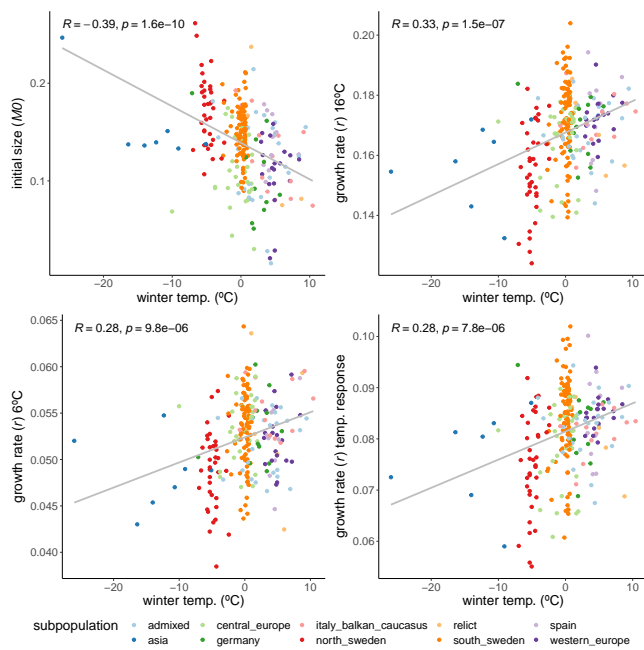 R = −0.39, p = 1.6e−10
initial size (M0)
0.2
0.1
−20
−10
0
10
winter temp. (ºC)
R = 0.33, p = 1.5e−07
growth rate (r) 16ºC
0.20
0.18
0.16
0.14
−20
−10
0
10
winter temp. (ºC)
R = 0.28, p = 9.8e−06
growth rate (r) 6ºC
0.065
0.060
0.055
0.050
0.045
0.040
−20
−10
0
10
winter temp. (ºC)
R = 0.28, p = 7.8e−06
growth rate (r) temp. response
0.10
0.09
0.08
0.07
0.06
−20
−10
0
10
winter temp. (ºC)
subpopulation
admixed
central_europe
italy_balkan_caucasus
relict
spain
asia
germany
north_sweden
south_sweden
western_europe